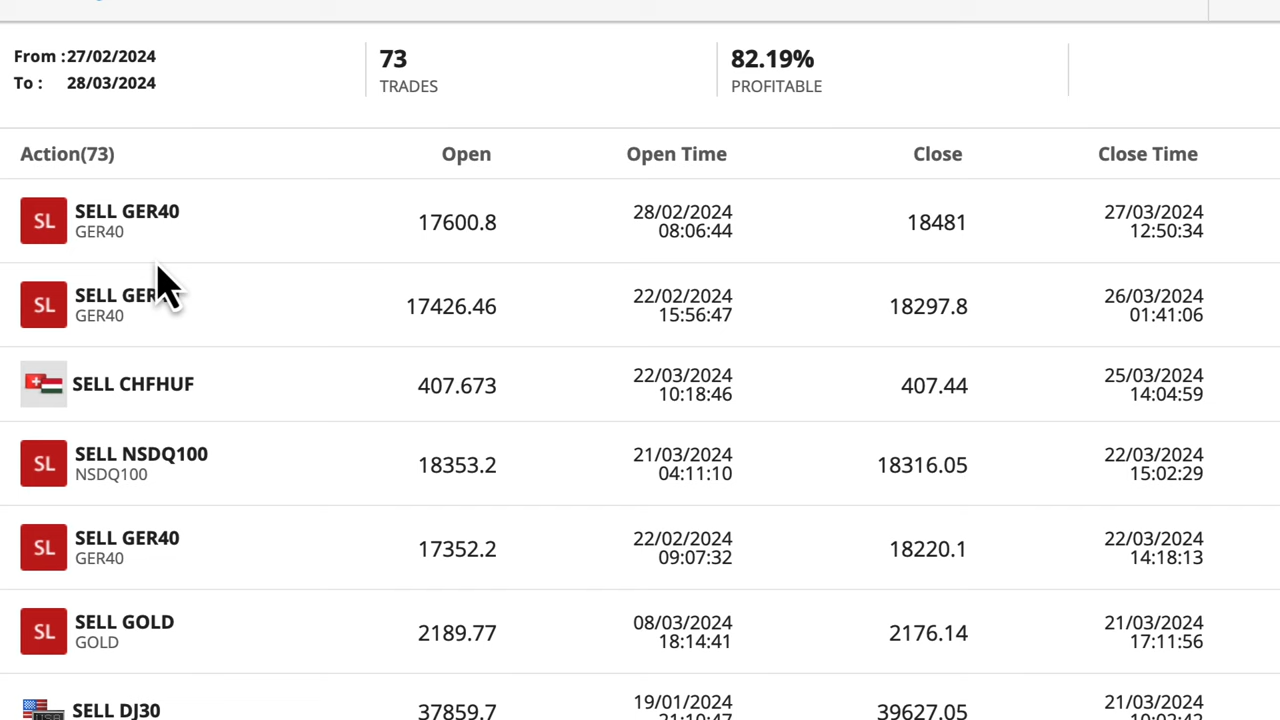 From : 27/02/2024
To : 28/03/2024
73
TRADES
82.19%
PROFITABLE
Action(73) Open Open Time Close Close Time
SL SELL GER40 GER40 17600.8 28/02/2024 08:06:44 18481 27/03/2024 12:50:34
SL SELL GER GER40 17426.46 22/02/2024 15:56:47 18297.8 26/03/2024 01:41:06
SELL CHFHUF 407.673 22/03/2024 10:18:46 407.44 25/03/2024 14:04:59
SL SELL NSDQ100 NSDQ100 18353.2 21/03/2024 04:11:10 18316.05 22/03/2024 15:02:29
SL SELL GER40 GER40 17352.2 22/02/2024 09:07:32 18220.1 22/03/2024 14:18:13
SL SELL GOLD GOLD 2189.77 08/03/2024 18:14:41 2176.14 21/03/2024 17:11:56
SELL DJ30 37859.7 19/01/2024 39627.05 21/03/2024